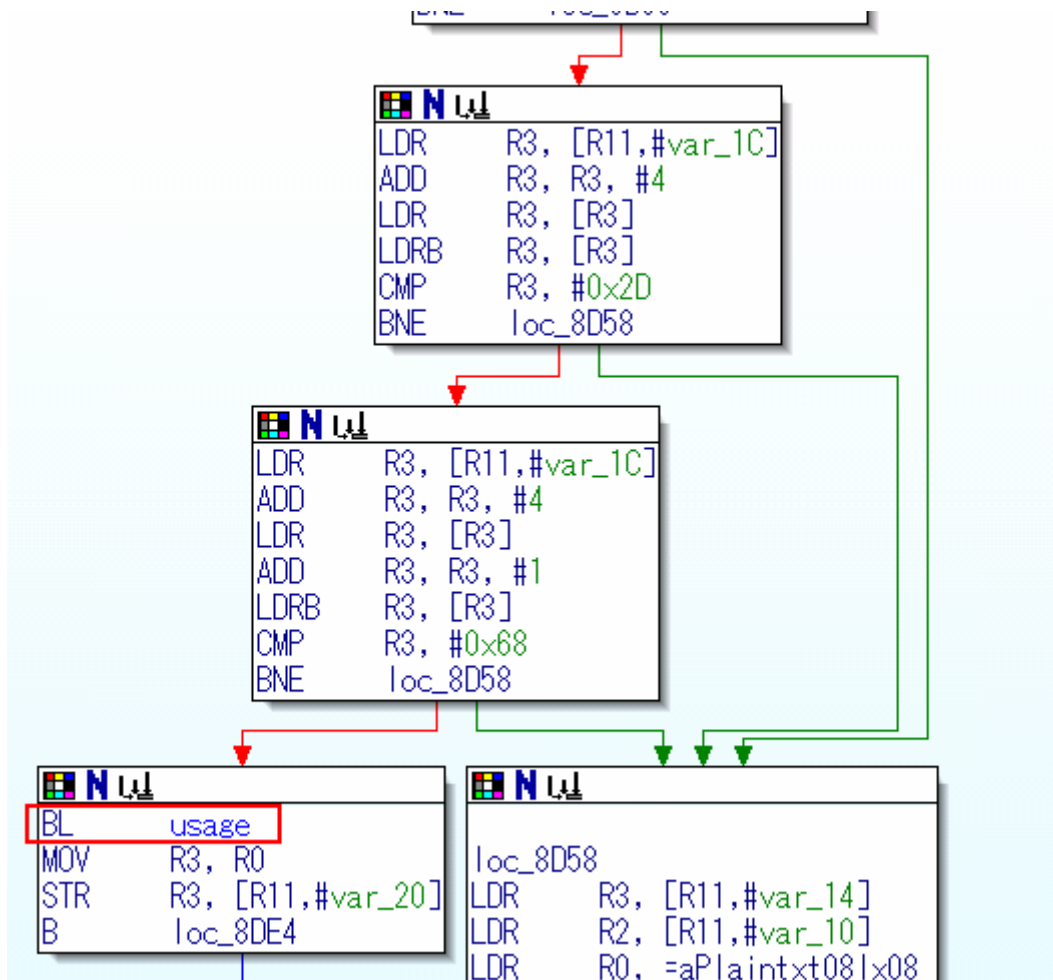 LDR R3, [R11,#var_1C]
ADD R3, R3, #4
LDR R3, [R3]
LDRB R3, [R3]
CMP R3, #0x2D
BNE loc_8D58
LDR R3, [R11,#var_1C]
ADD R3, R3, #4
LDR R3, [R3]
ADD R3, R3, #1
LDRB R3, [R3]
CMP R3, #0x68
BNE loc_8D58
BL usage
MOV R3, R0
STR R3, [R11,#var_20]
B loc_8DE4
loc_8D58
LDR R3, [R11,#var_14]
LDR R2, [R11,#var_10]
LDR R0, =aPlaintxt08lx08